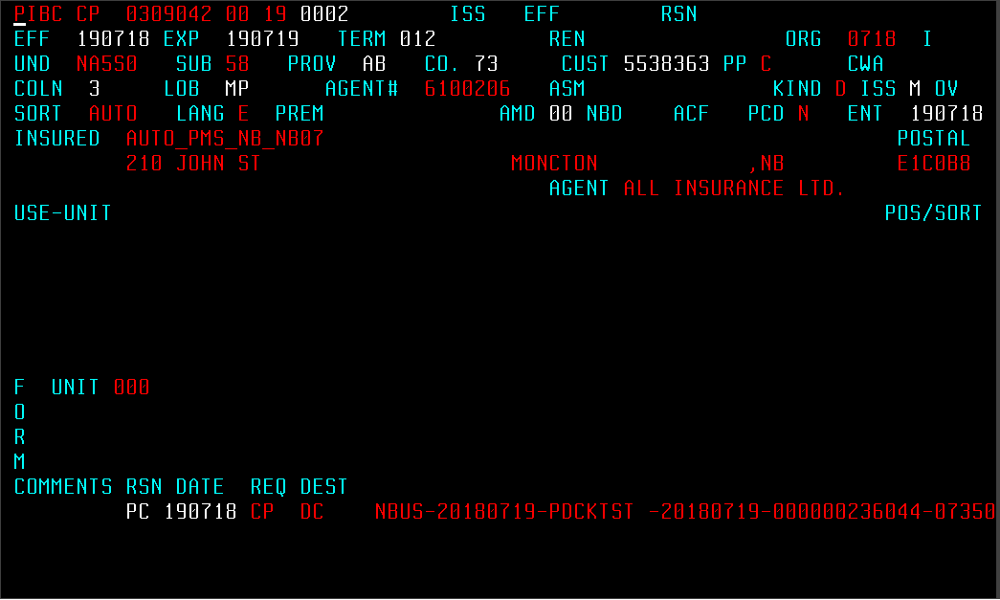 PIBC CP 0309042 00 19 0002 ISS EFF RSN
EFF 190718 EXP 190719 TERM 012 REN ORG 0718 I
UND NA5S0 SUB 58 PROV AB CO. 73 CUST 5538363 PP C CWA
COLN 3 LOB MP AGENT# 6100206 ASM KIND D ISS M OV
SORT AUTO LANG E PREM AMD 00 NBD ACF PCD N ENT 190718
INSURED AUTO_PMS_NB_NB07 POSTAL
210 JOHN ST MONCTON ,NB E1C0B8
AGENT ALL INSURANCE LTD.
USE-UNIT POS/SORT
F UNIT 000
O
R
M
COMMENTS RSN DATE REQ DEST
PC 190718 CP DC NBUS-20180719-PDCKTST -20180719-000000236044-07350